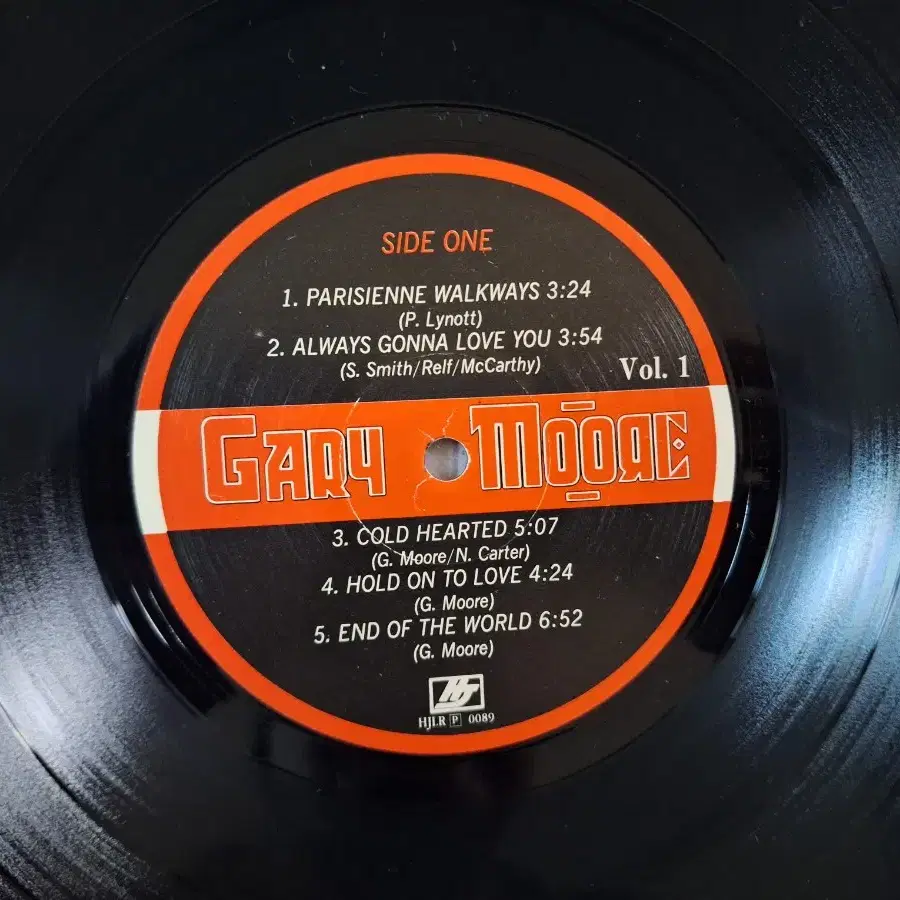 SIDE ONE
1. PARISIENNE WALKWAYS 3:24
(P. Lynott)
2. ALWAYS GONNA LOVE YOU 3:54
(S. Smith/Relf/McCarthy)
Vol. 1
GARY MOORE
3. COLD HEARTED 5:07
(G. Moore/N. Carter)
4. HOLD ON TO LOVE 4:24
(G. Moore)
5. END OF THE WORLD 6:52
(G. Moore)
HJ
HJLR P 0089